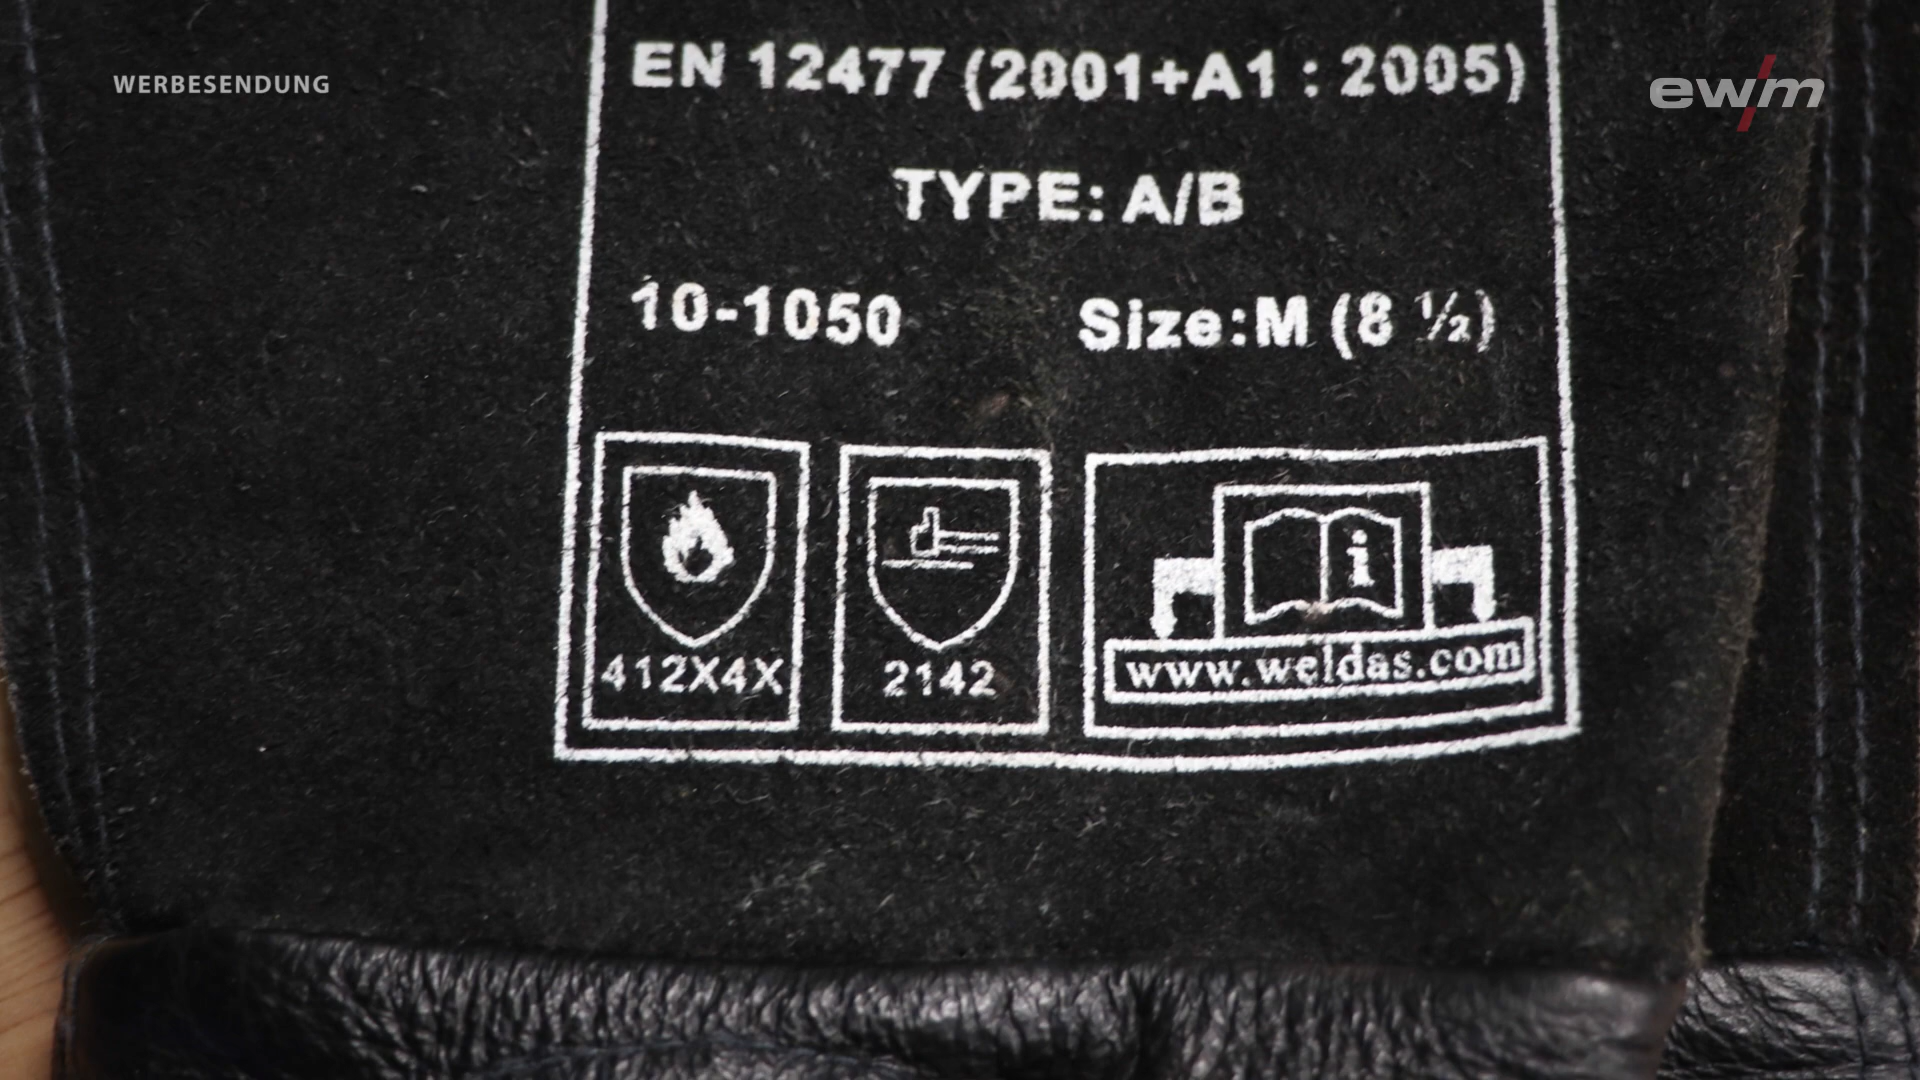 WERBESENDUNG
ewm
EN 12477 (2001+A1 : 2005)
TYPE: A/B
10-1050 Size:M (8 ½)
i
412X4X 2142 www.weldas.com